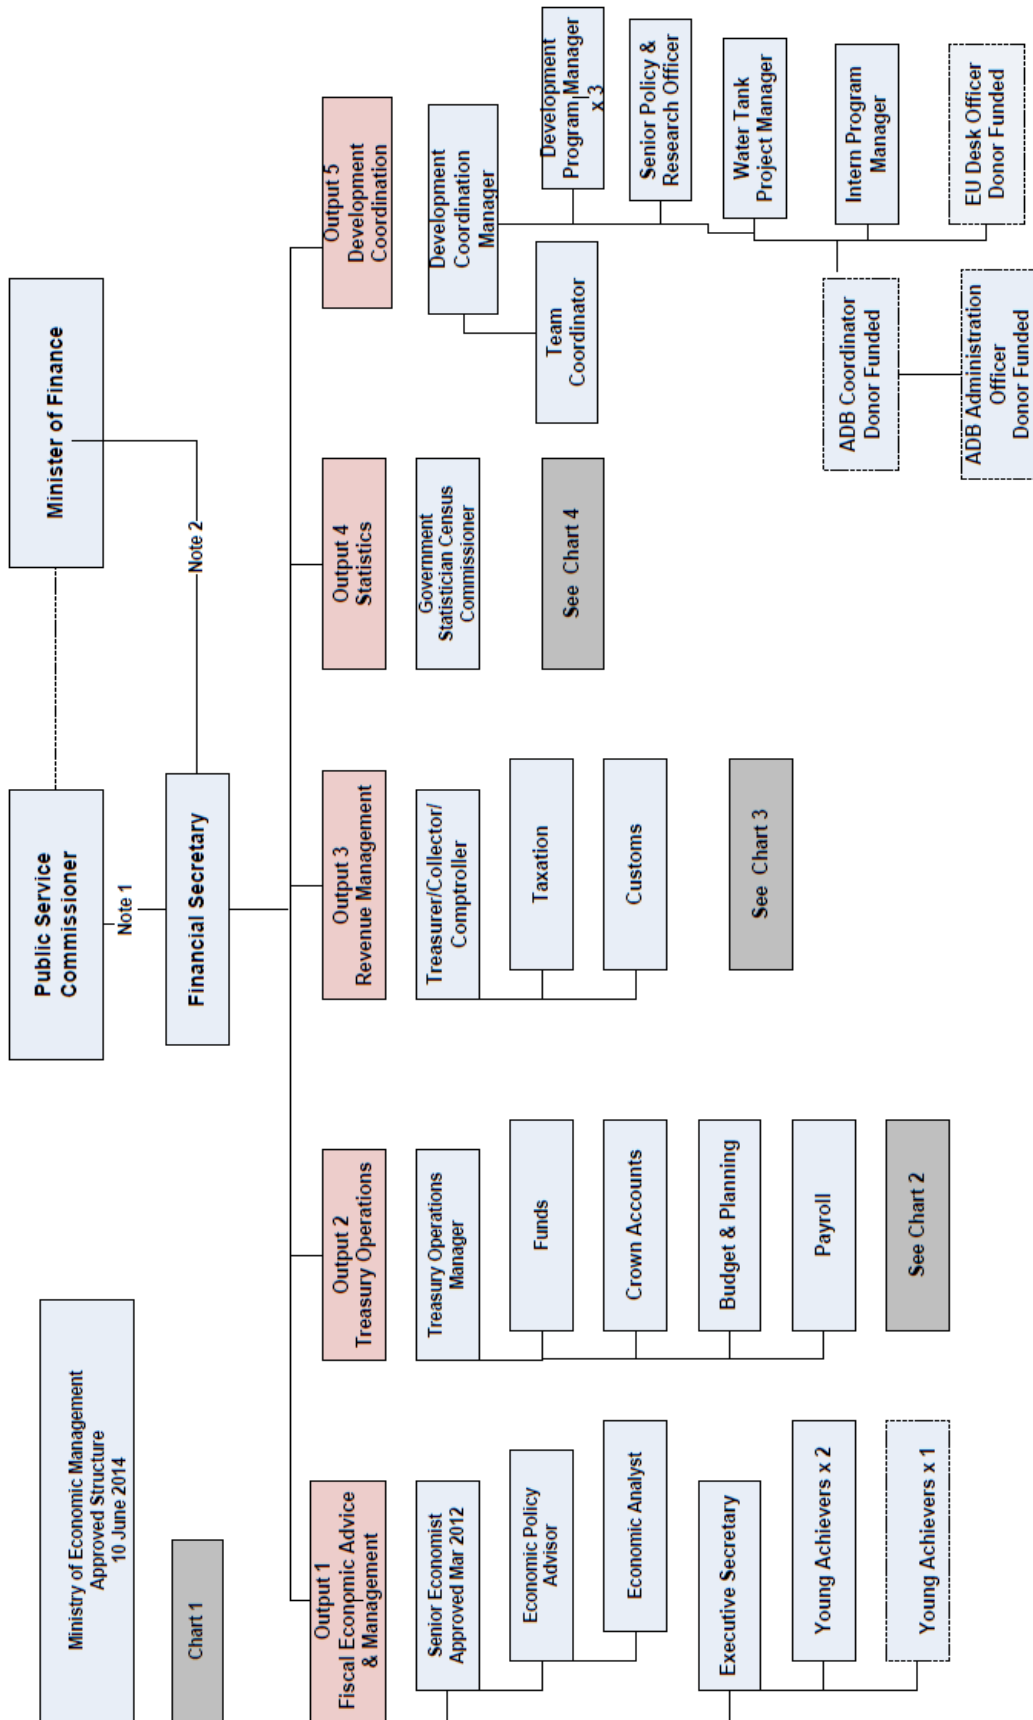 Ministry of Economic Management
Approved Structure
10 June 2014
Chart 1
Public Service
Commissioner
Minister of Finance
Note 1
Note 2
Financial Secretary
Output 1
Fiscal Economic Advice
& Management
Senior Economist
Approved Mar 2012
Economic Policy
Advisor
Economic Analyst
Executive Secretary
Young Achievers x 2
Young Achievers x 1
Output 2
Treasury Operations
Treasury Operations
Manager
Funds
Crown Accounts
Budget & Planning
Payroll
See Chart 2
Output 3
Revenue Management
Treasurer/Collector/
Comptroller
Taxation
Customs
See Chart 3
Output 4
Statistics
Government
Statistician Census
Commissioner
See Chart 4
Output 5
Development
Coordination
Development
Coordination
Manager
Team
Coordinator
Development
Program Manager
x 3
Senior Policy &
Research Officer
Water Tank
Project Manager
Intern Program
Manager
EU Desk Officer
Donor Funded
ADB Coordinator
Donor Funded
ADB Administration
Officer
Donor Funded